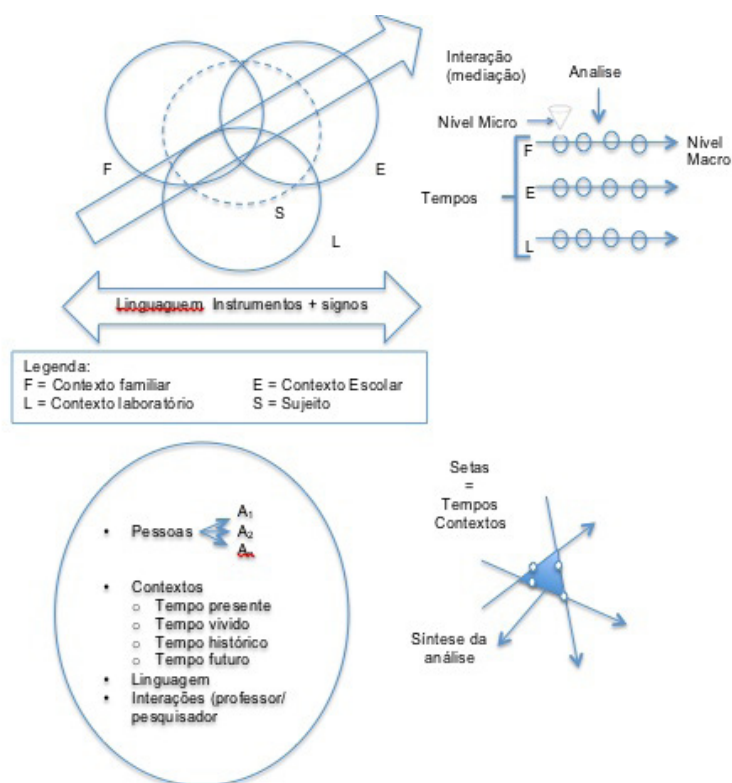 Interação
(mediação)
Analise
Nível Micro
F
E
L
Nível
Macro
Tempos
F
E
S
L
Linguaguem Instrumentos + signos
Legenda:
F = Contexto familiar
E = Contexto Escolar
L = Contexto laboratório
S = Sujeito
• Pessoas
A₁
A₂
Aₙ
• Contextos
○ Tempo presente
○ Tempo vivido
○ Tempo histórico
○ Tempo futuro
• Linguagem
• Interações (professor/
pesquisador
Setas
=
Tempos
Contextos
Síntese da
análise